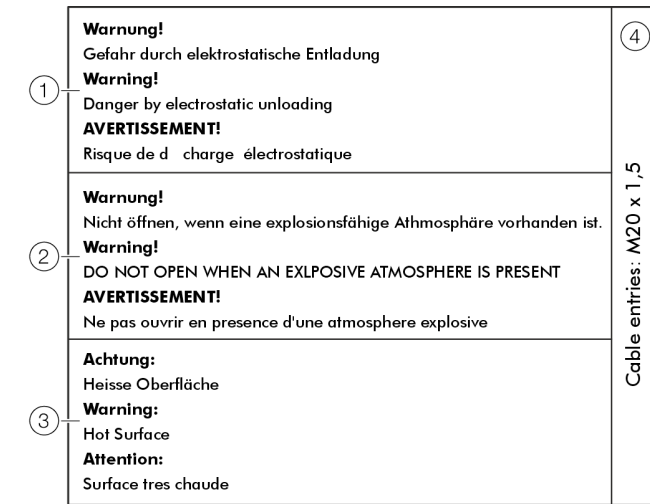 1
Warnung!
Gefahr durch elektrostatische Entladung
Warning!
Danger by electrostatic unloading
AVERTISSEMENT!
Risque de d charge électrostatique
2
Warnung!
Nicht öffnen, wenn eine explosionsfähige Athmosphäre vorhanden ist.
Warning!
DO NOT OPEN WHEN AN EXLPOSIVE ATMOSPHERE IS PRESENT
AVERTISSEMENT!
Ne pas ouvrir en presence d'une atmosphere explosive
3
Achtung:
Heisse Oberfläche
Warning:
Hot Surface
Attention:
Surface tres chaude
4
Cable entries: M20 x 1,5